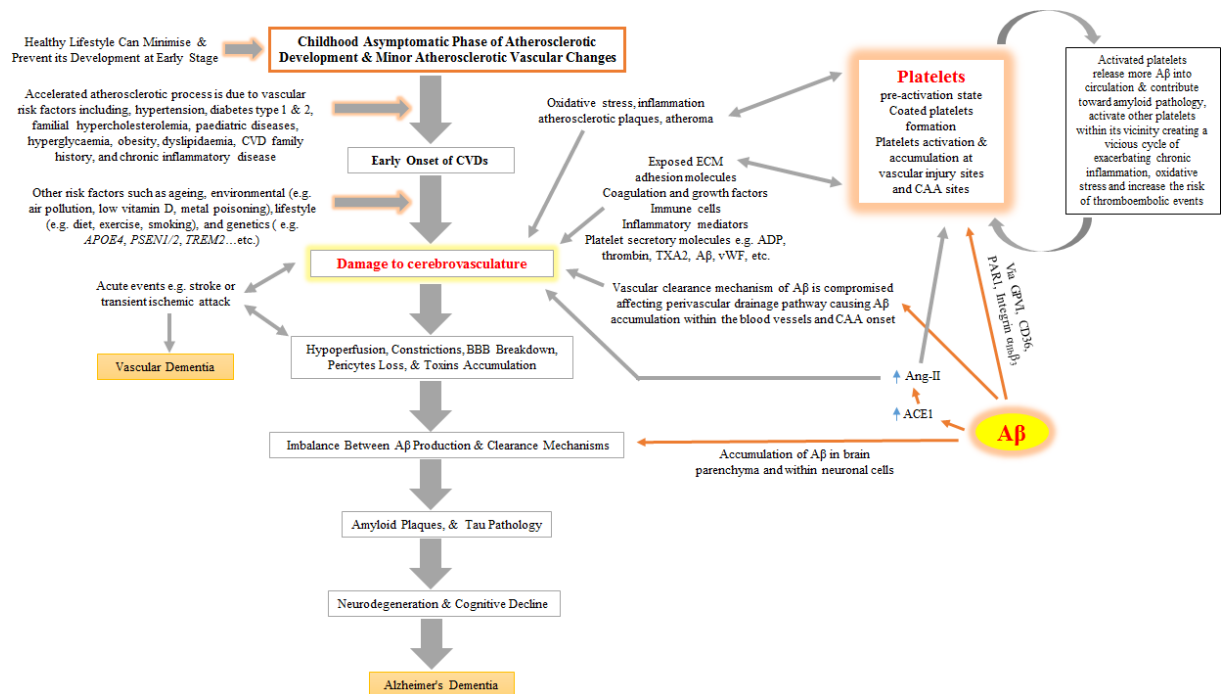 Healthy Lifestyle Can Minimise &
Prevent its Development at Early Stage
Childhood Asymptomatic Phase of Atherosclerotic
Development & Minor Atherosclerotic Vascular Changes
Accelerated atherosclerotic process is due to vascular
risk factors including, hypertension, diabetes type 1 & 2,
familial hypercholesterolemia, paediatric diseases,
hyperglycaemia, obesity, dyslipidaemia, CVD family
history, and chronic inflammatory disease
Early Onset of CVDs
Other risk factors such as ageing, environmental (e.g.
air pollution, low vitamin D, metal poisoning), lifestyle
(e.g. diet, exercise, smoking), and genetics ( e.g.
APOE4, PSEN1/2, TREM2…etc.)
Damage to cerebrovasculature
Acute events e.g. stroke or
transient ischemic attack
Vascular Dementia
Hypoperfusion, Constrictions, BBB Breakdown,
Pericytes Loss, & Toxins Accumulation
Imbalance Between Aβ Production & Clearance Mechanisms
Amyloid Plaques, & Tau Pathology
Neurodegeneration & Cognitive Decline
Alzheimer's Dementia
Oxidative stress, inflammation
atherosclerotic plaques, atheroma
Exposed ECM
adhesion molecules
Coagulation and growth factors
Immune cells
Inflammatory mediators
Platelet secretory molecules e.g. ADP,
thrombin, TXA2, Aβ, vWF, etc.
Vascular clearance mechanism of Aβ is compromised
affecting perivascular drainage pathway causing Aβ
accumulation within the blood vessels and CAA onset
Platelets
pre-activation state
Coated platelets
formation
Platelets activation &
accumulation at
vascular injury sites
and CAA sites
Activated platelets
release more Aβ into
circulation & contribute
toward amyloid pathology,
activate other platelets
within its vicinity creating a
vicious cycle of
exacerbating chronic
inflammation, oxidative
stress and increase the risk
of thromboembolic events
Via GPVI, CD36,
PAR1, Integrin αIIbβ3
Ang-II
ACE1
Aβ
Accumulation of Aβ in brain
parenchyma and within neuronal cells